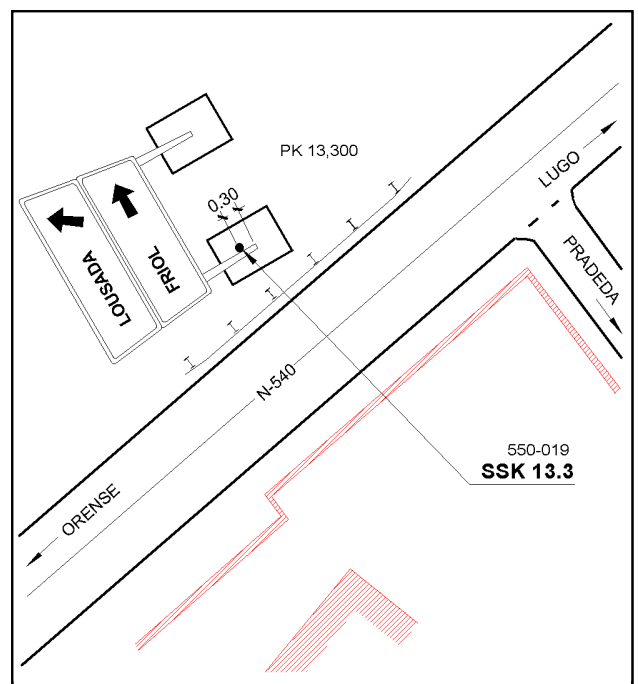 PK 13,300
LUGO
PRADEDA
0.30
FRIOL
LOUSADA
N-540
550-019
SSK 13.3
ORENSE